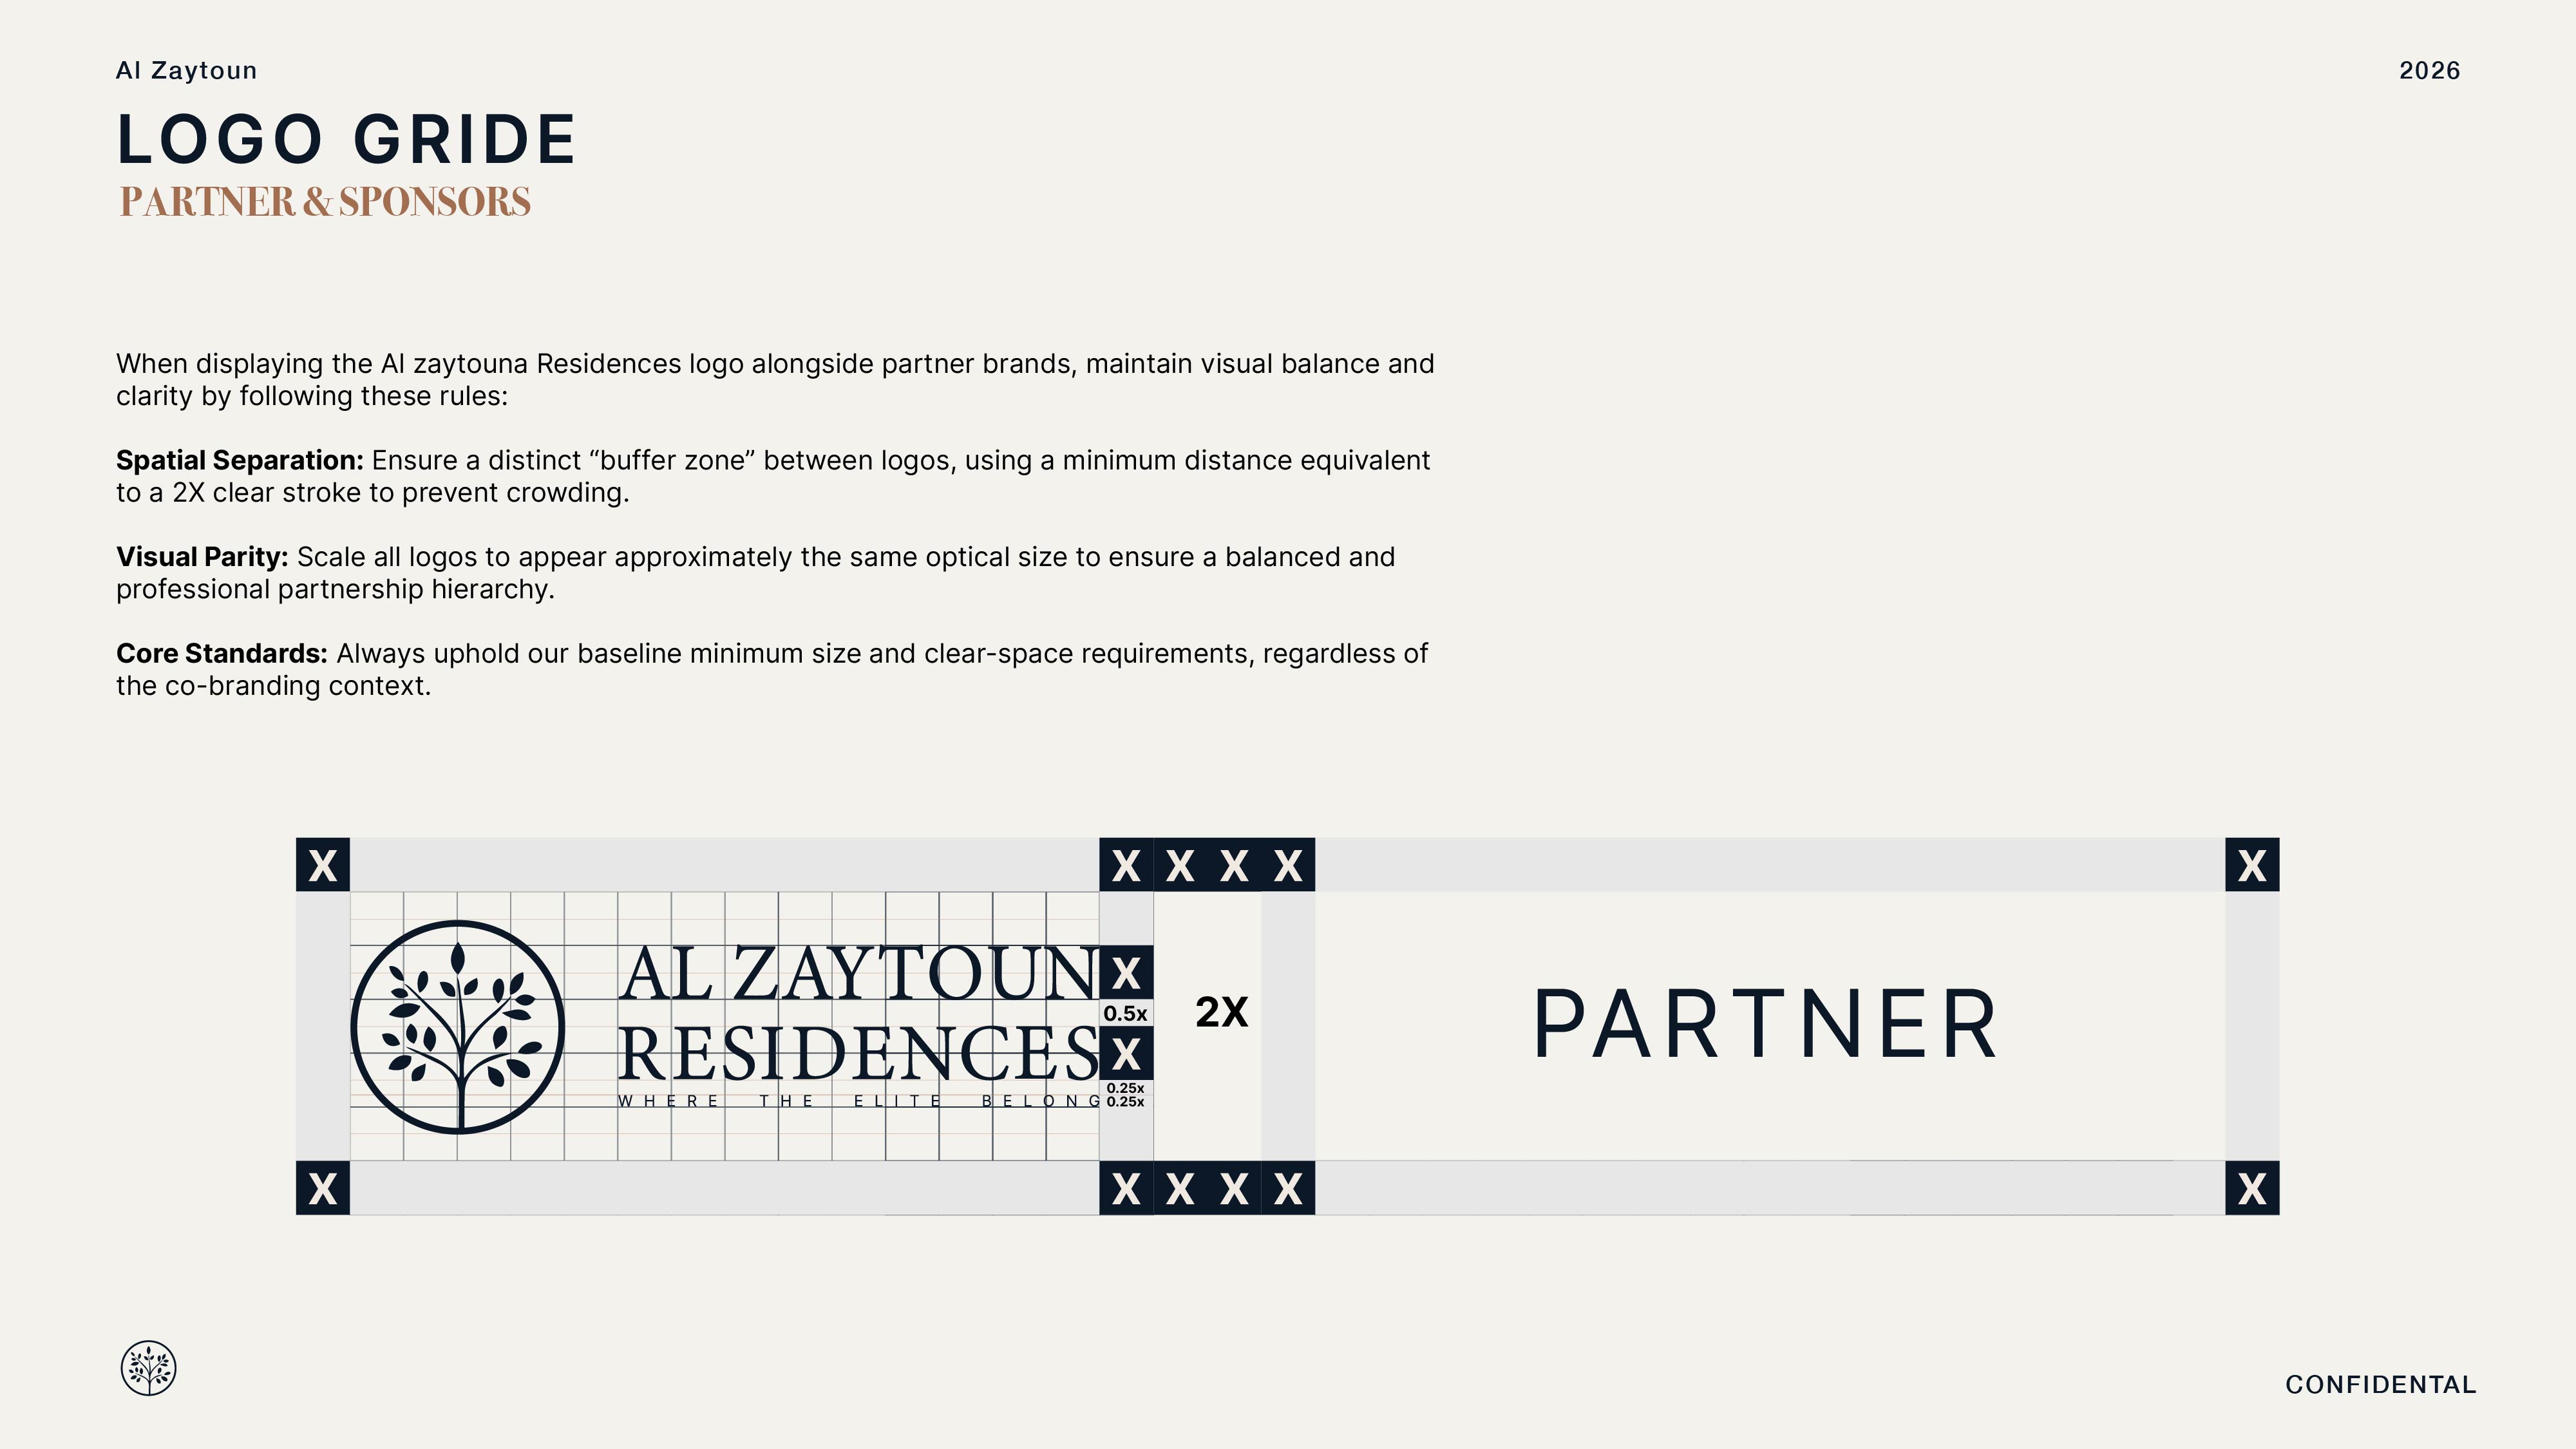 Al Zaytoun
2026
LOGO GRIDE
PARTNER & SPONSORS
When displaying the Al zaytouna Residences logo alongside partner brands, maintain visual balance and
clarity by following these rules:
Spatial Separation: Ensure a distinct “buffer zone” between logos, using a minimum distance equivalent
to a 2X clear stroke to prevent crowding.
Visual Parity: Scale all logos to appear approximately the same optical size to ensure a balanced and
professional partnership hierarchy.
Core Standards: Always uphold our baseline minimum size and clear-space requirements, regardless of
the co-branding context.
X X X X X X
AL ZAYTOUN X
0.5x
2X
PARTNER
RESIDENCES X
0.25x
WHERE THE ELITE BELONG 0.25x
X X X X X X
CONFIDENTAL